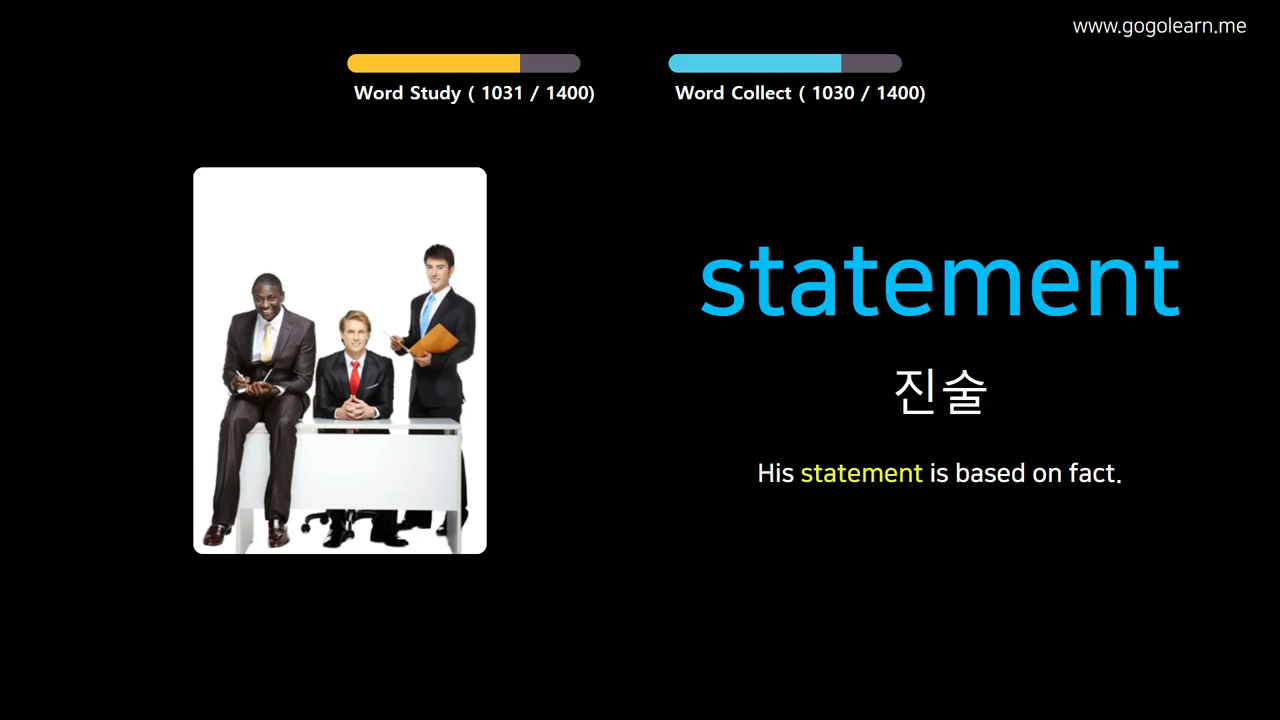 www.gogolearn.me
Word Study ( 1031 / 1400)
Word Collect ( 1030 / 1400)
statement
진술
His statement is based on fact.